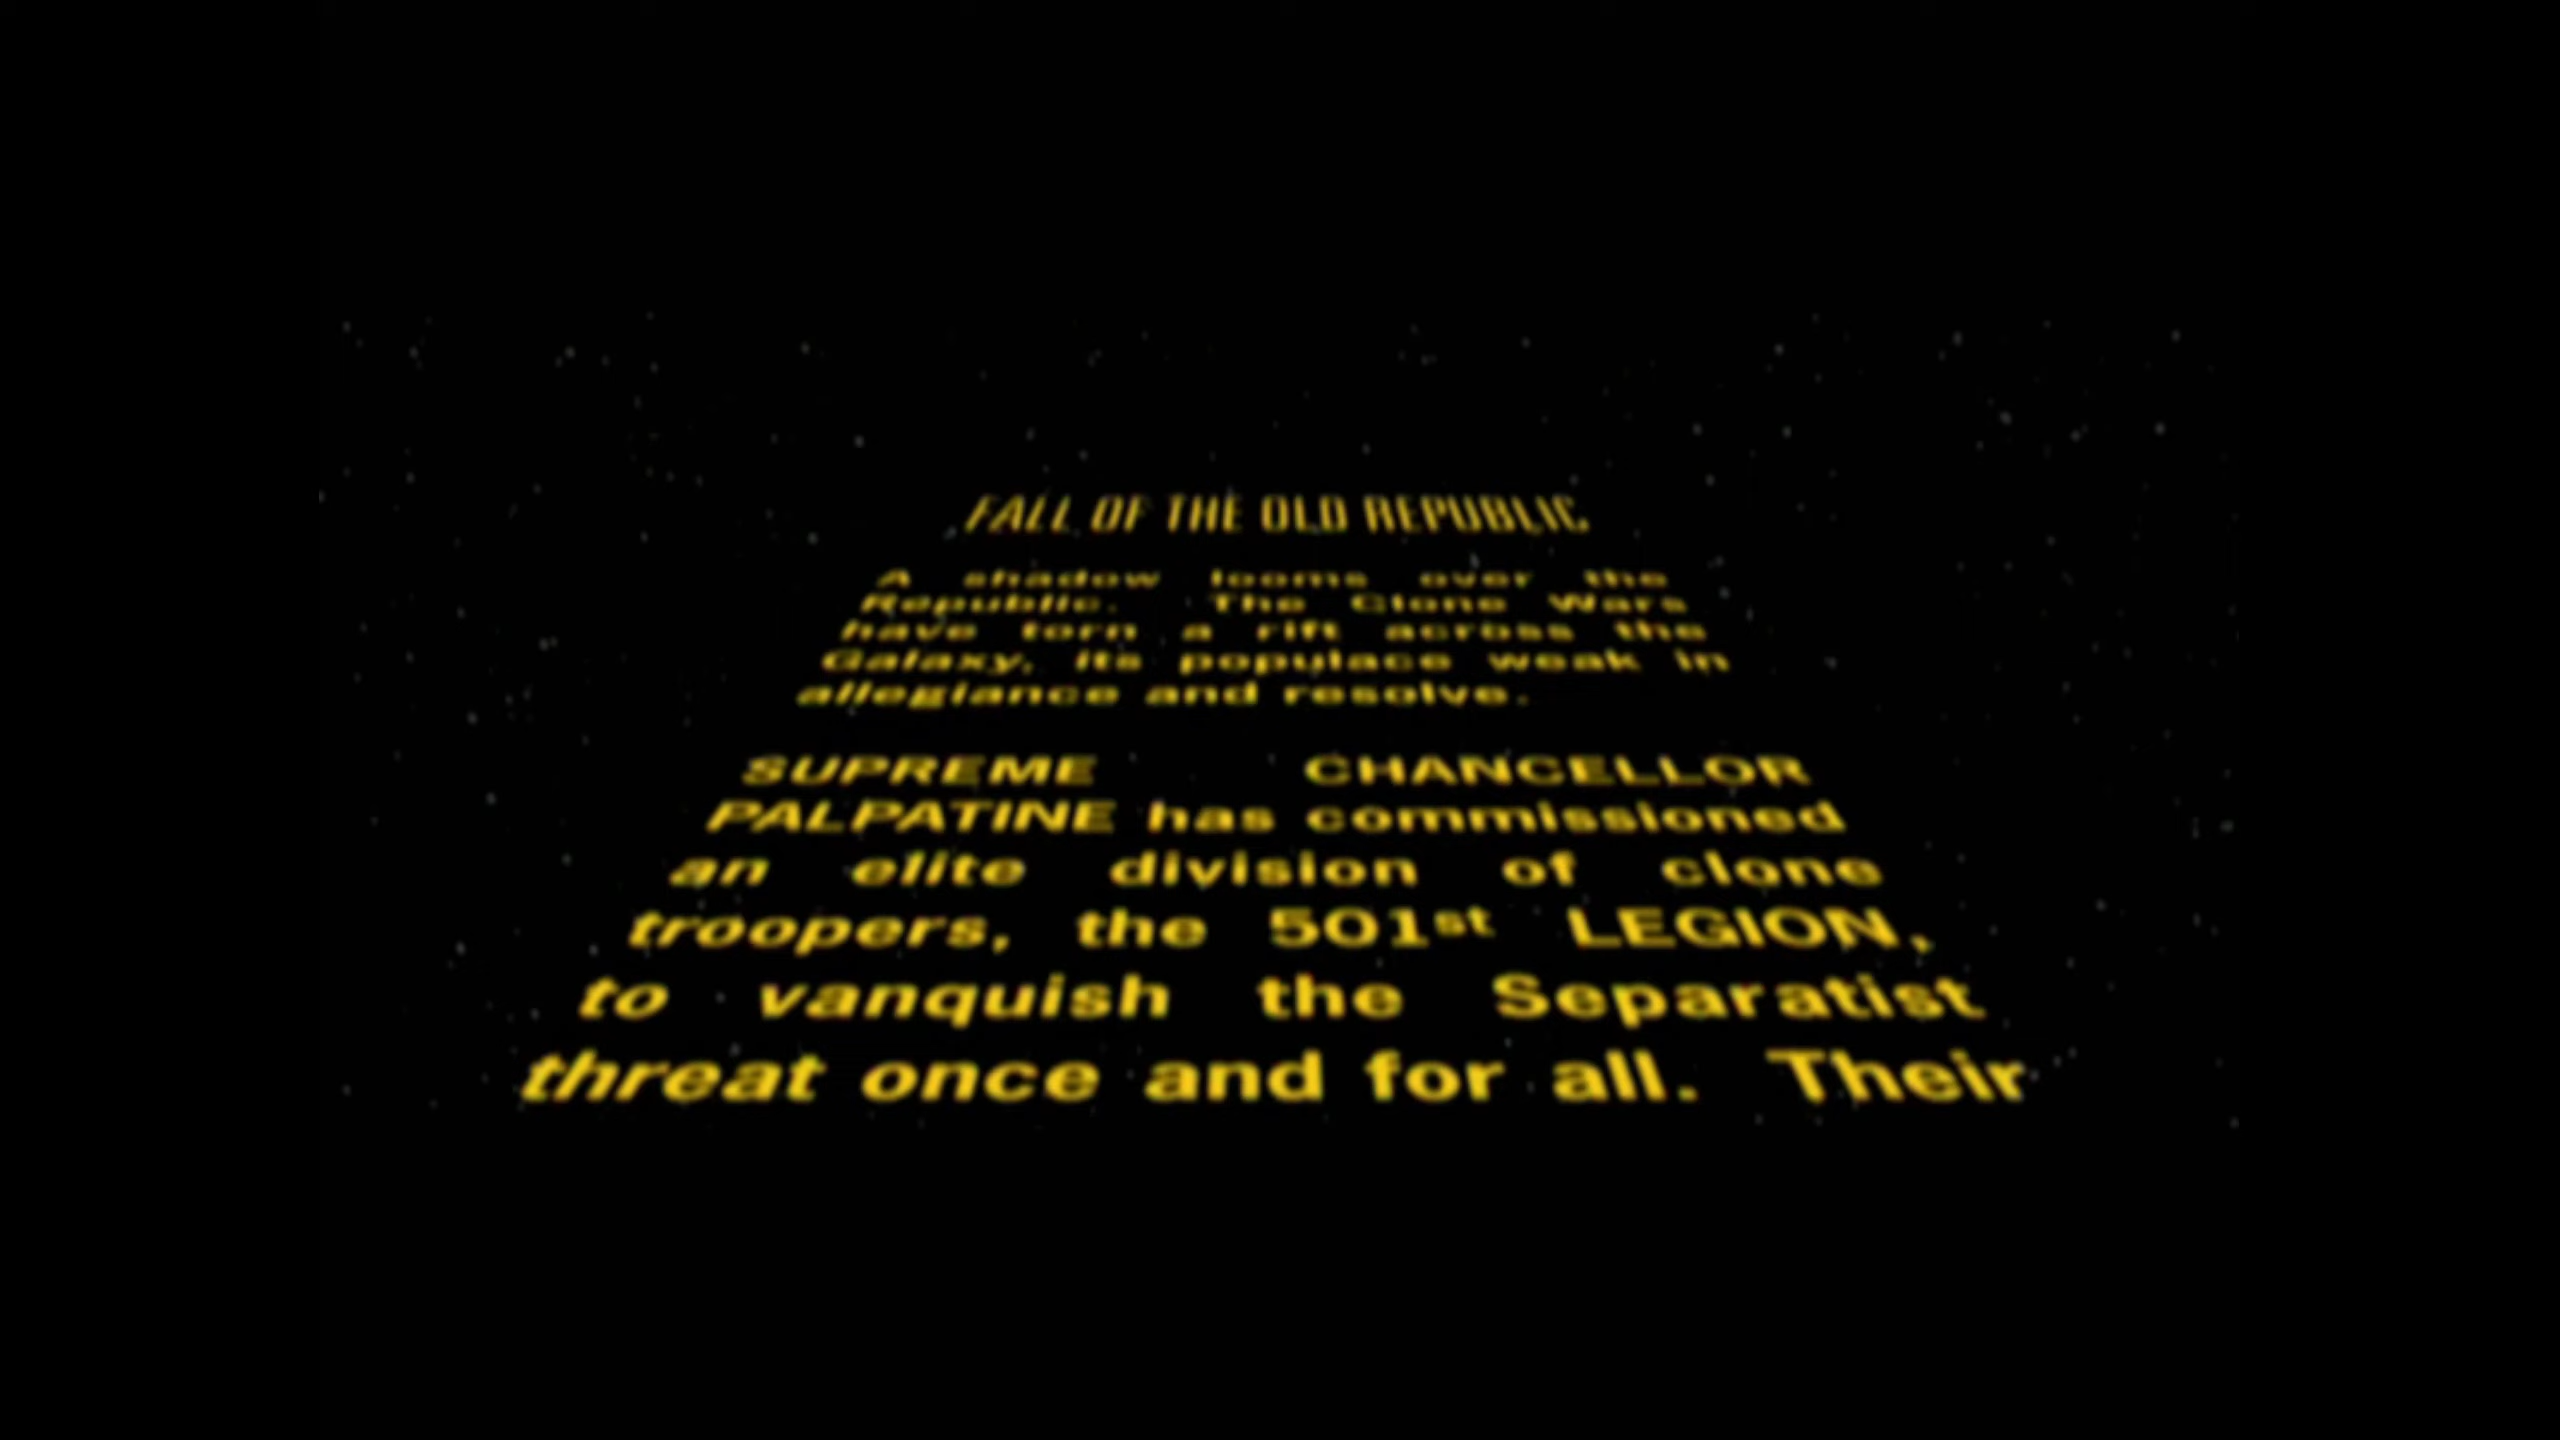 FALL OF THE OLD REPUBLIC
A shadow looms over the
Republic. The Clone Wars
have torn a rift across the
Galaxy, its populace weak in
allegiance and resolve.
SUPREME CHANCELLOR
PALPATINE has commissioned
an elite division of clone
troopers, the 501st LEGION,
to vanquish the Separatist
threat once and for all. Their